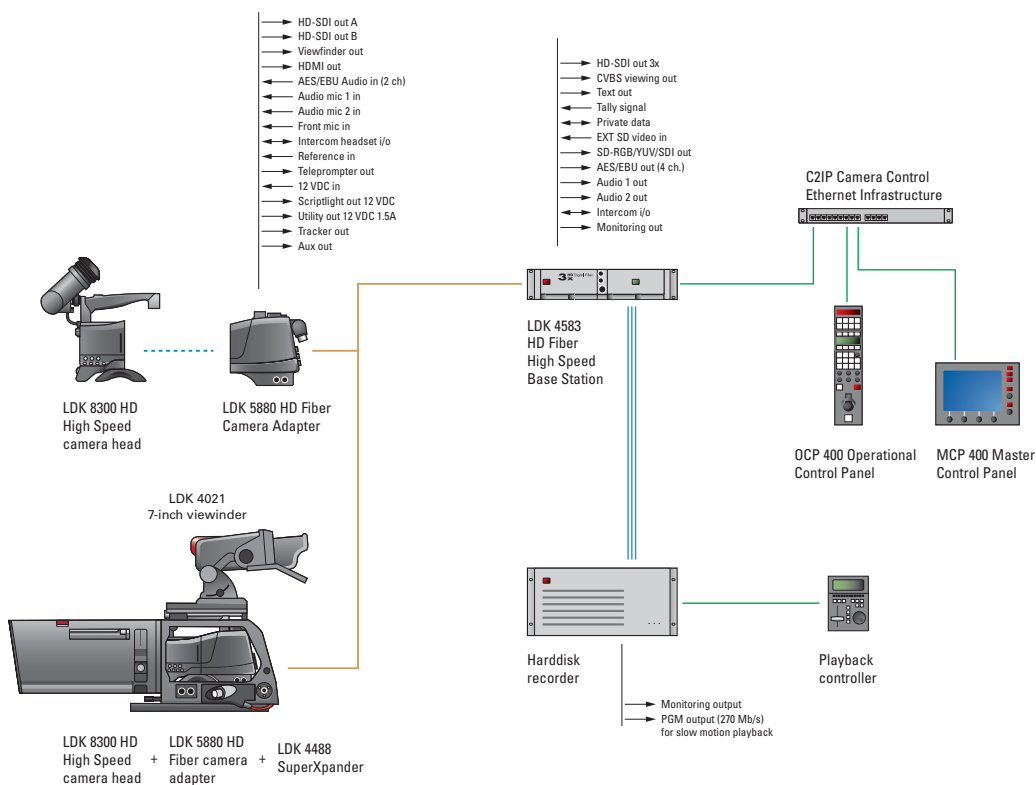 HD-SDI out A
HD-SDI out B
Viewfinder out
HDMI out
AES/EBU Audio in (2 ch)
Audio mic 1 in
Audio mic 2 in
Front mic in
Intercom headset i/o
Reference in
Teleprompter out
12 VDC in
Scriptlight out 12 VDC
Utility out 12 VDC 1.5A
Tracker out
Aux out
HD-SDI out 3x
CVBS viewing out
Text out
Tally signal
Private data
EXT SD video in
SD-RGB/YUV/SDI out
AES/EBU out (4 ch.)
Audio 1 out
Audio 2 out
Intercom i/o
Monitoring out
C2IP Camera Control
Ethernet Infrastructure
3x HD Digital Fiber
LDK 8300 HD
High Speed
camera head
LDK 5880 HD Fiber
Camera Adapter
LDK 4583
HD Fiber
High Speed
Base Station
OCP 400 Operational
Control Panel
MCP 400 Master
Control Panel
LDK 4021
7-inch viewinder
Harddisk
recorder
Playback
controller
Monitoring output
PGM output (270 Mb/s)
for slow motion playback
LDK 8300 HD
High Speed
camera head
+
LDK 5880 HD
Fiber camera
adapter
+
LDK 4488
SuperXpander